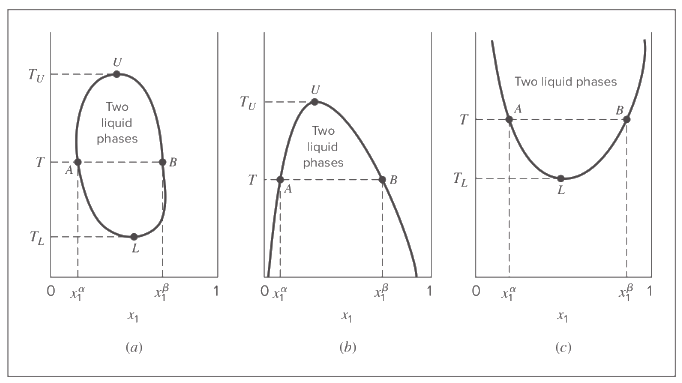 U
T_U
Two
liquid
phases
T
A
B
T_L
L
0
x_1^α
x_1^β
1
x_1
(a)
U
T_U
Two
liquid
phases
T
A
B
0
x_1^α
x_1^β
1
x_1
(b)
Two liquid phases
T
A
B
T_L
L
0
x_1^α
x_1^β
1
x_1
(c)